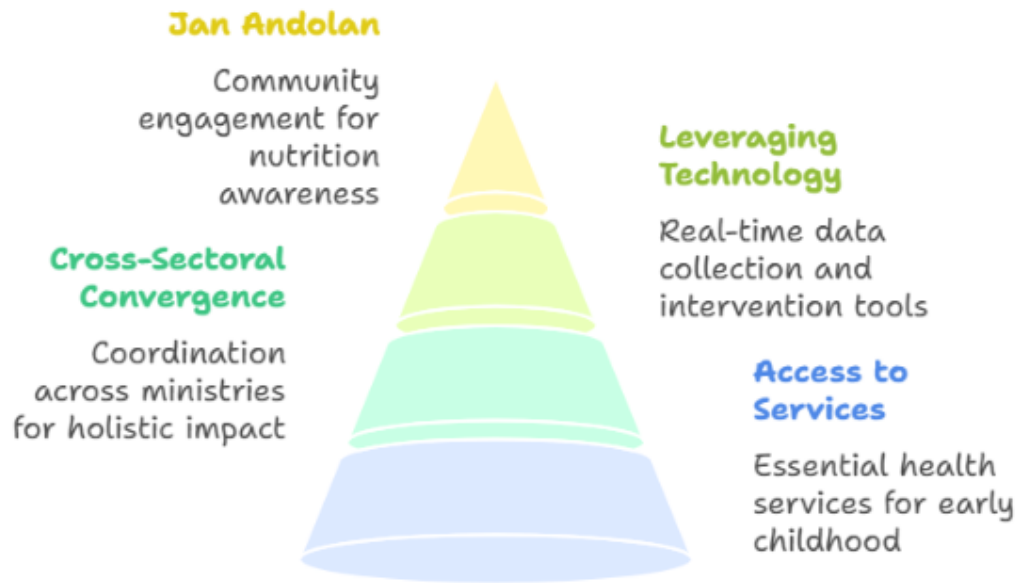 Jan Andolan
Community
engagement for
nutrition
awareness
Leveraging
Technology
Real-time data
collection and
intervention tools
Cross-Sectoral
Convergence
Coordination
across ministries
for holistic impact
Access to
Services
Essential health
services for early
childhood